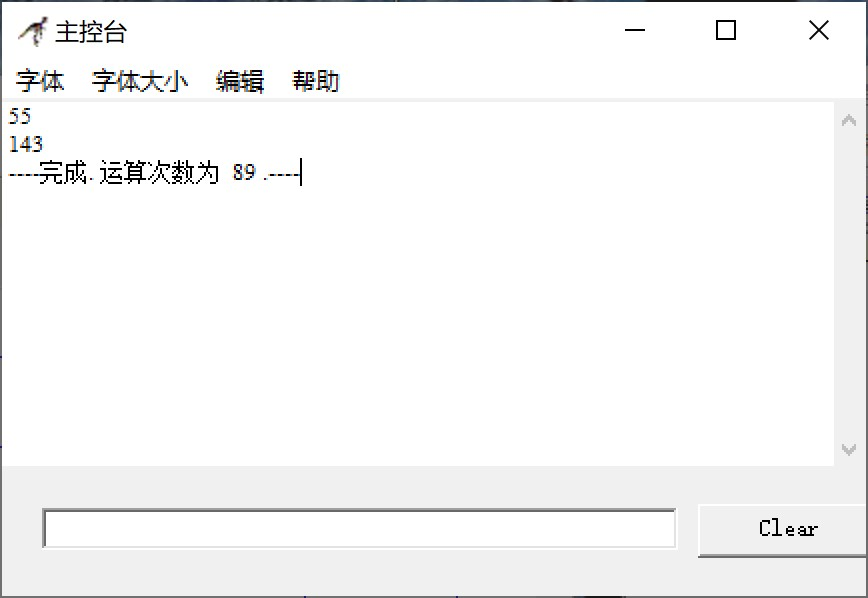 主控台
字体 字体大小 编辑 帮助
55
143
----完成. 运算次数为 89 .----
Clear